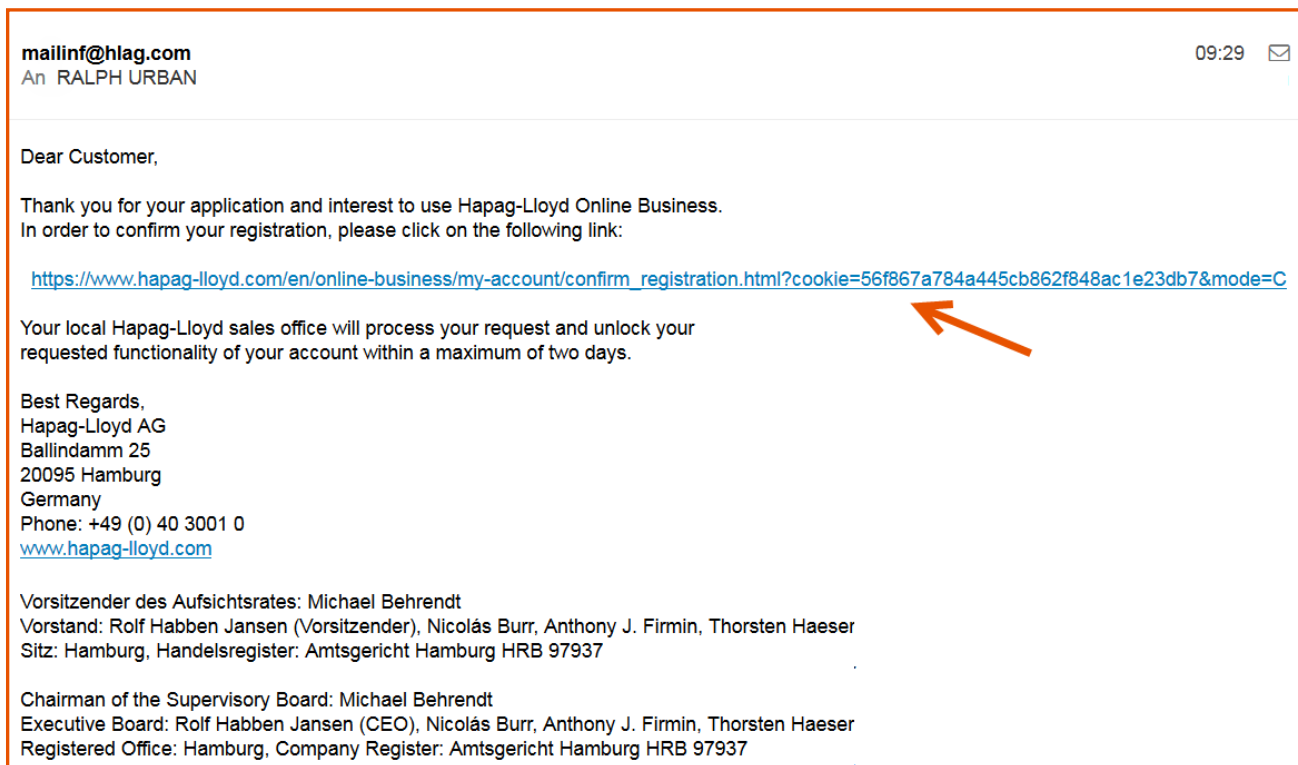 mailinf@hlag.com
09:29
An RALPH URBAN
Dear Customer,
Thank you for your application and interest to use Hapag-Lloyd Online Business.
In order to confirm your registration, please click on the following link:
https://www.hapag-lloyd.com/en/online-business/my-account/confirm_registration.html?cookie=56f867a784a445cb862f848ac1e23db7&mode=C
Your local Hapag-Lloyd sales office will process your request and unlock your
requested functionality of your account within a maximum of two days.
Best Regards,
Hapag-Lloyd AG
Ballindamm 25
20095 Hamburg
Germany
Phone: +49 (0) 40 3001 0
www.hapag-lloyd.com
Vorsitzender des Aufsichtsrates: Michael Behrendt
Vorstand: Rolf Habben Jansen (Vorsitzender), Nicolás Burr, Anthony J. Firmin, Thorsten Haeser
Sitz: Hamburg, Handelsregister: Amtsgericht Hamburg HRB 97937
Chairman of the Supervisory Board: Michael Behrendt
Executive Board: Rolf Habben Jansen (CEO), Nicolás Burr, Anthony J. Firmin, Thorsten Haeser
Registered Office: Hamburg, Company Register: Amtsgericht Hamburg HRB 97937